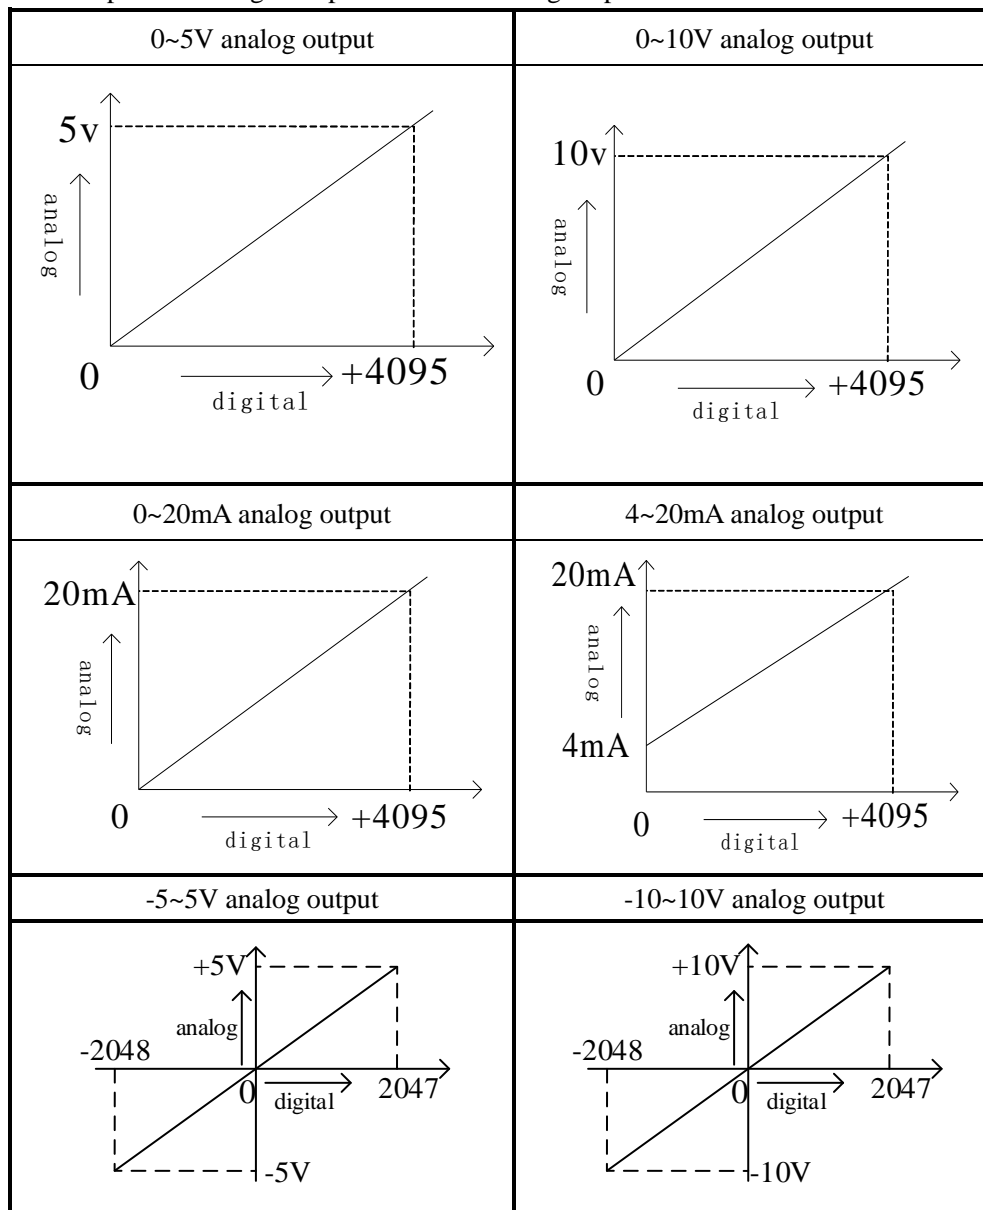 0~5V analog output
0~10V analog output
5v
analog
0
digital
+4095
10v
analog
0
digital
+4095
0~20mA analog output
4~20mA analog output
20mA
analog
0
digital
+4095
20mA
analog
4mA
0
digital
+4095
-5~5V analog output
-10~10V analog output
+5V
analog
-2048
0
digital
2047
-5V
+10V
analog
-2048
0
digital
2047
-10V